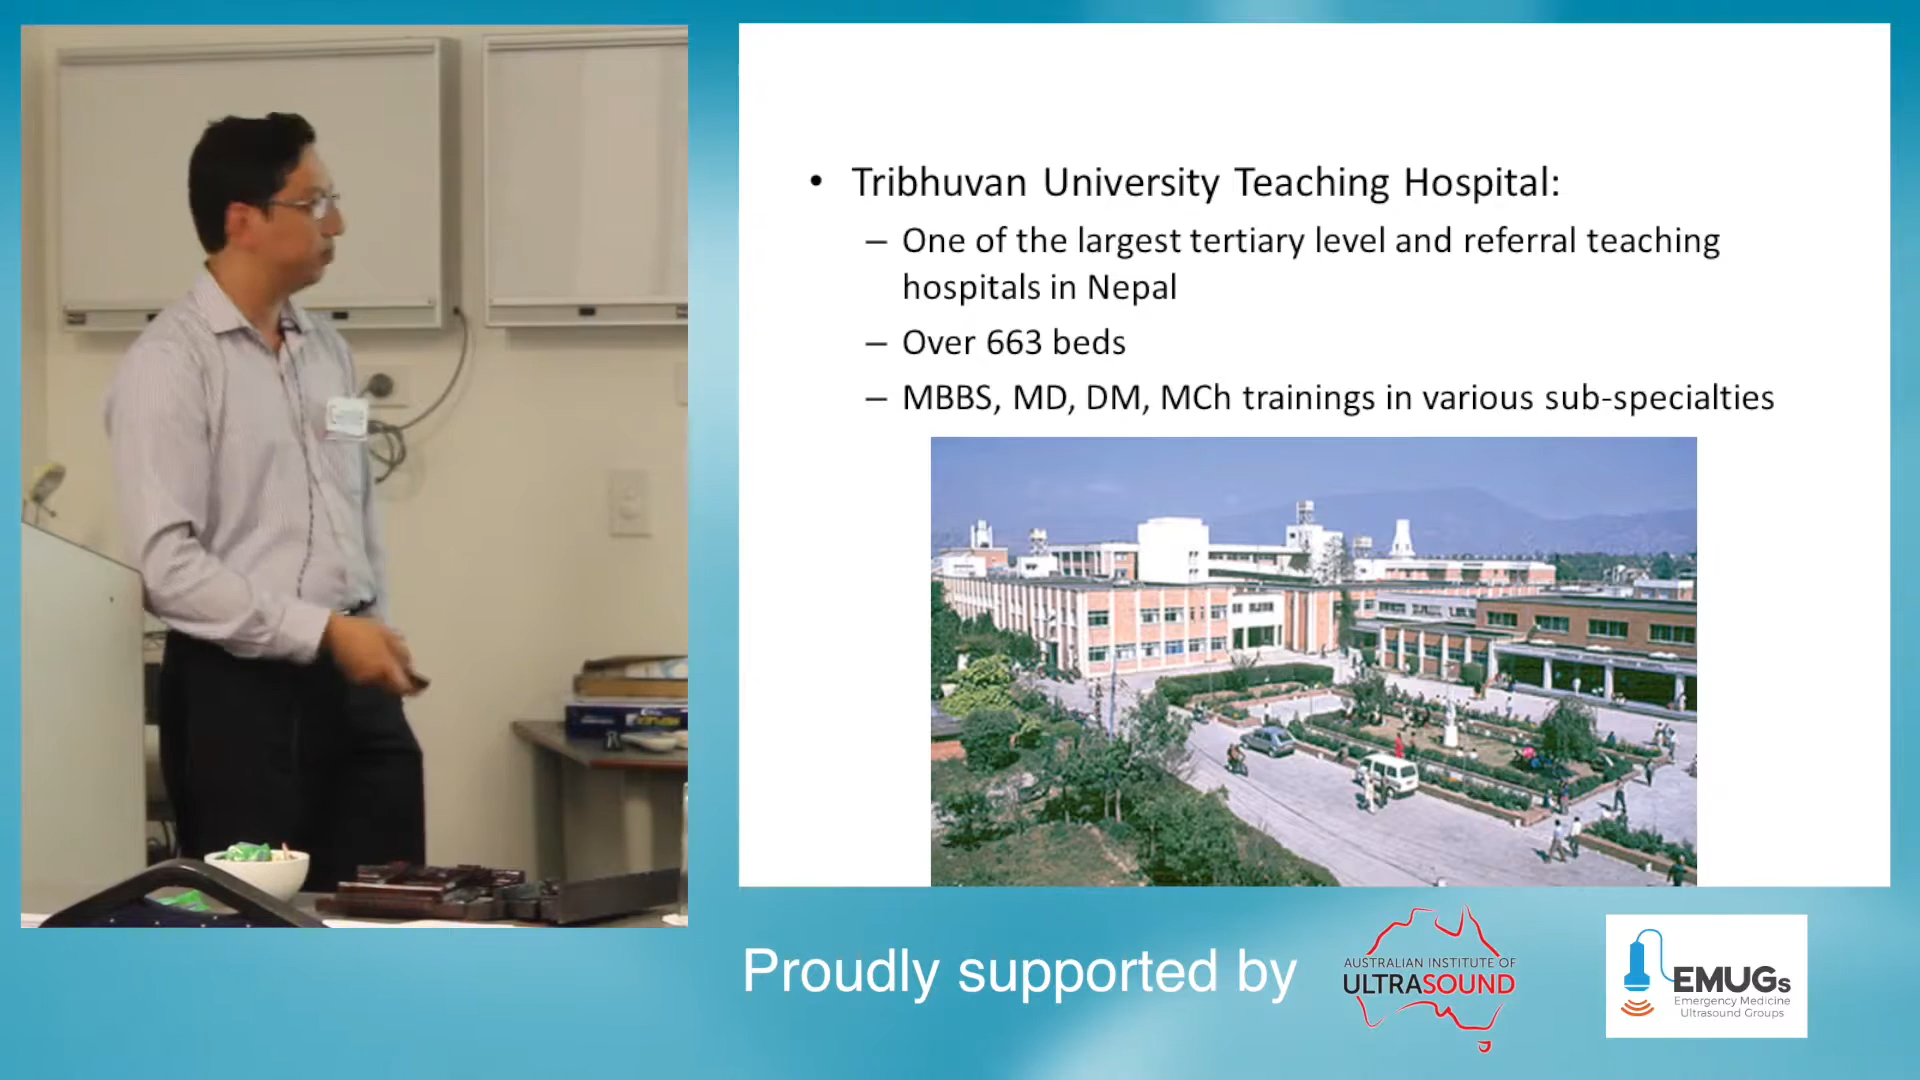 • Tribhuvan University Teaching Hospital:
– One of the largest tertiary level and referral teaching
hospitals in Nepal
– Over 663 beds
– MBBS, MD, DM, MCh trainings in various sub-specialties
Proudly supported by
AUSTRALIAN INSTITUTE OF
ULTRASOUND
EMUGs
Emergency Medicine
Ultrasound Groups